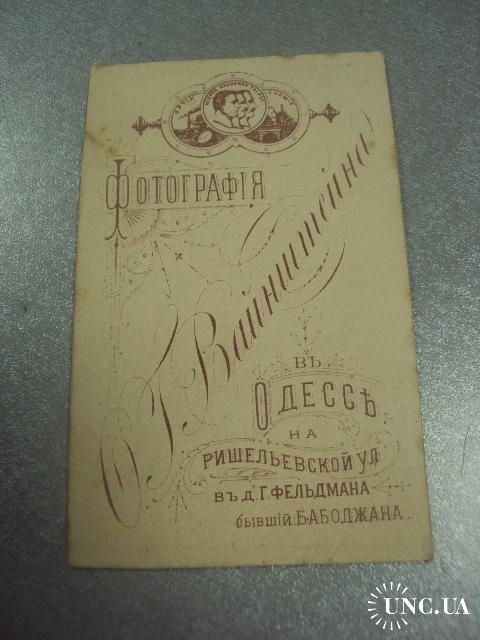 ФОТОГРАФІЯ
Г. Вайнштейна
ВЪ
ОДЕССѢ
НА
РИШЕЛЬЕВСКОЙ УЛ
ВЪ Д. Г. ФЕЛЬДМАНА
бывшій БАБОДЖАНА.
UNC.UA